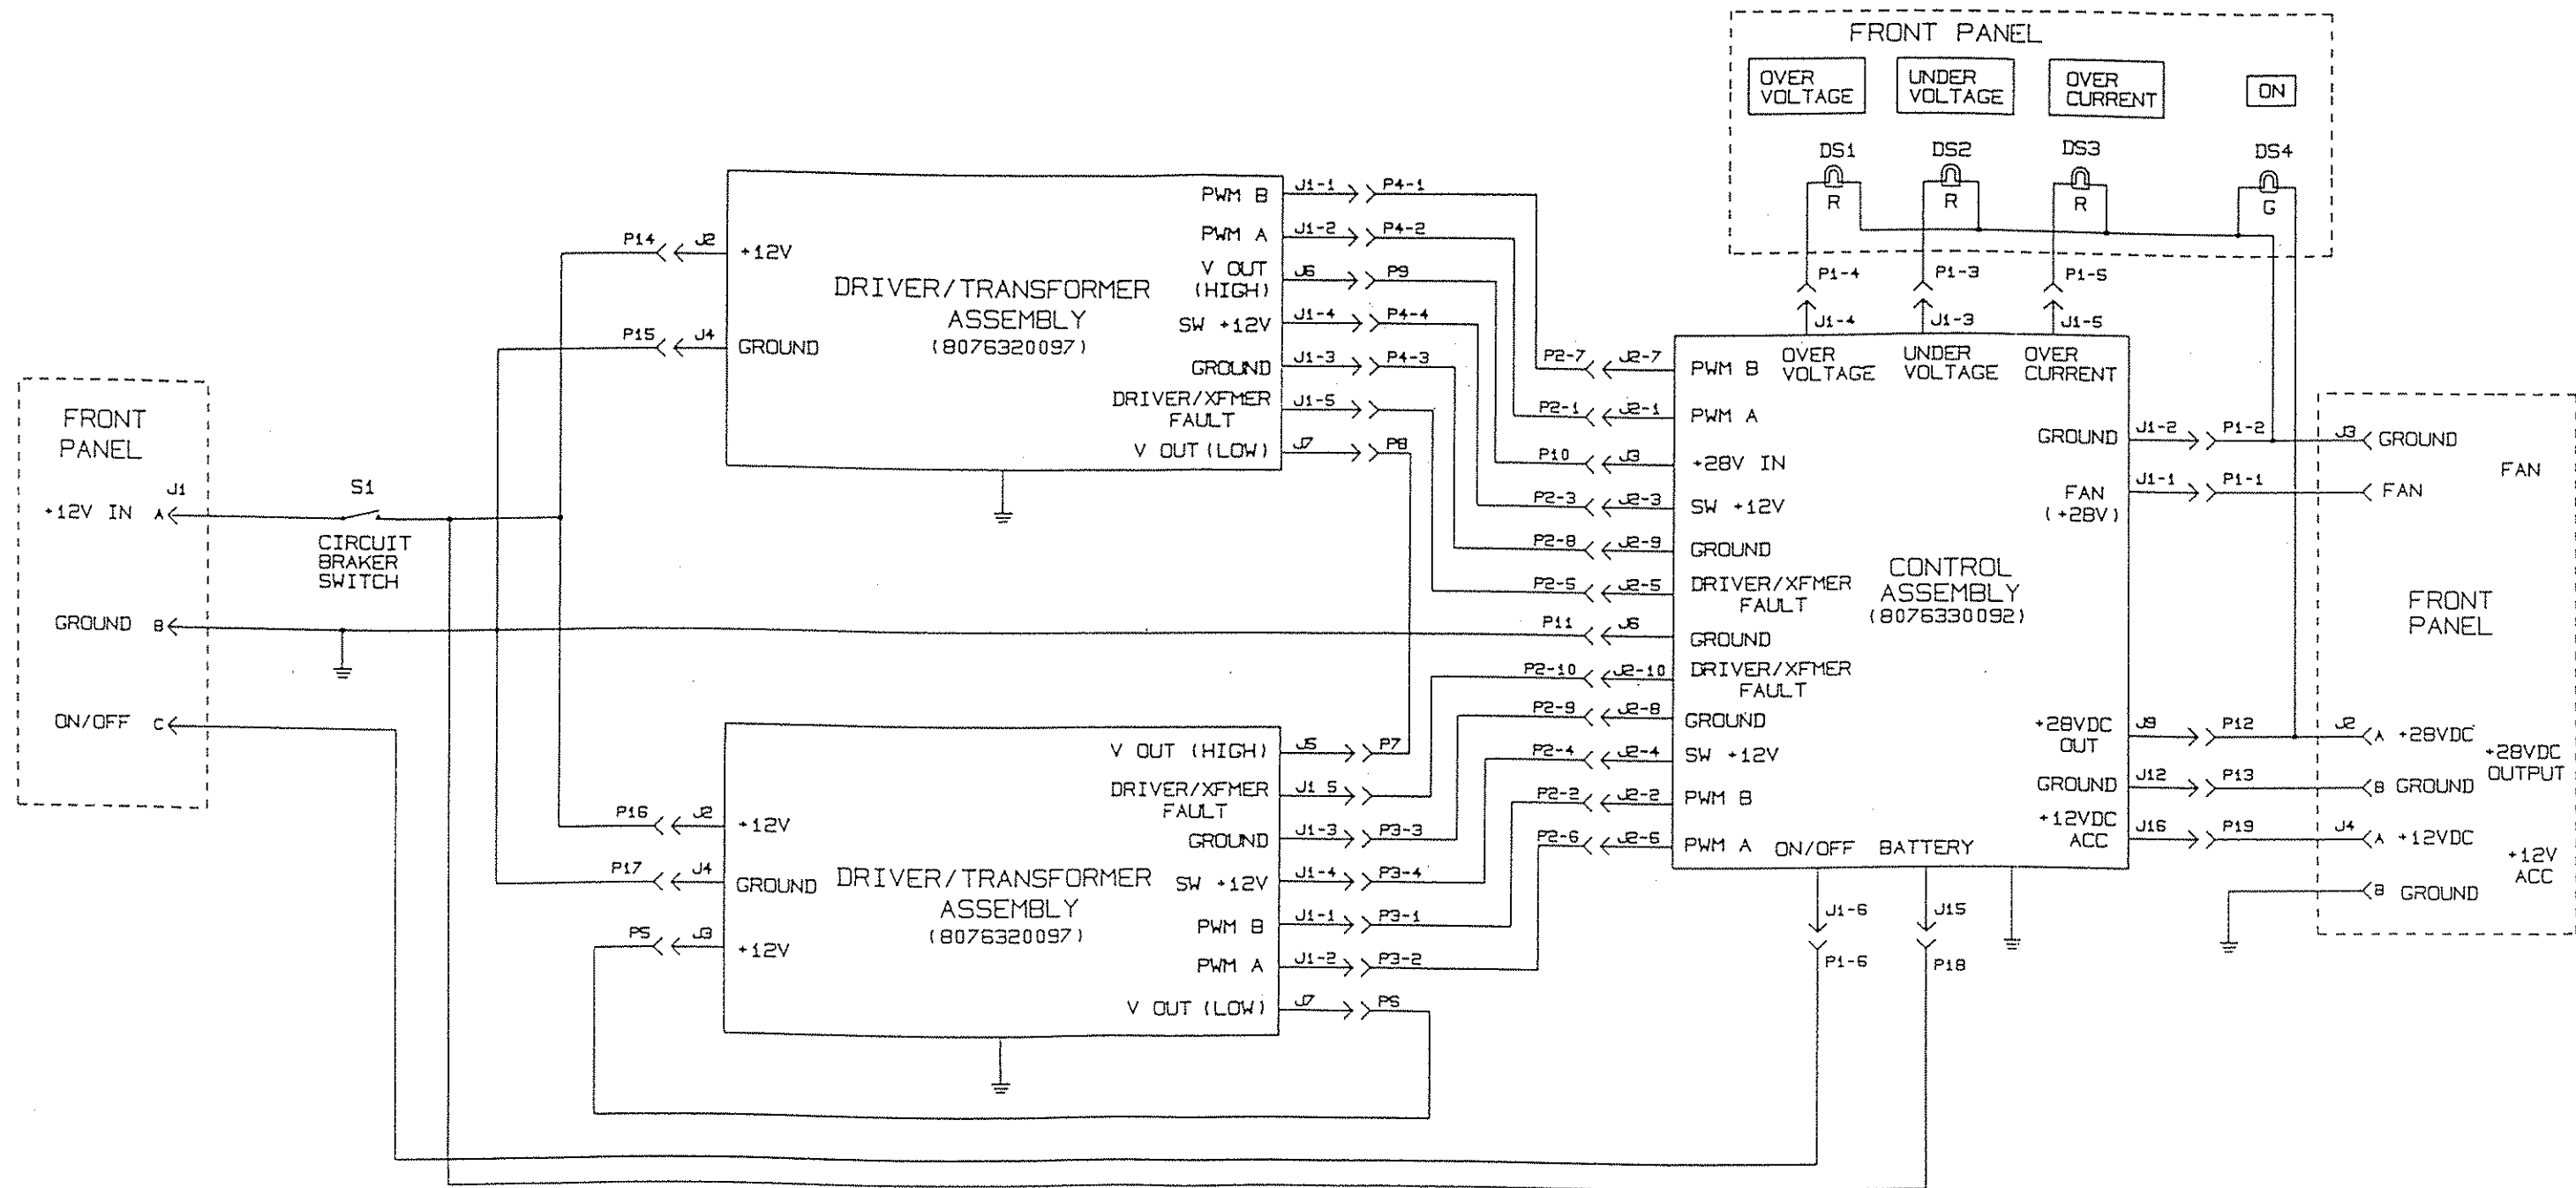 FRONT PANEL
OVER
VOLTAGE
UNDER
VOLTAGE
OVER
CURRENT
ON
DS1
DS2
DS3
DS4
R
R
R
G
P1-4
P1-3
P1-5
J1-4
J1-3
J1-5
FRONT
PANEL
J1
+12V IN A
GROUND B
ON/OFF C
S1
CIRCUIT
BRAKER
SWITCH
P14 J2
+12V
P15 J4
GROUND
DRIVER/TRANSFORMER
ASSEMBLY
(8076320097)
PWM B J1-1 P4-1
PWM A J1-2 P4-2
V OUT
(HIGH)
J6 P9
SW +12V J1-4 P4-4
GROUND J1-3 P4-3
DRIVER/XFMER
FAULT
J1-5
V OUT (LOW) J7 P8
P16 J2
+12V
P17 J4
GROUND
P5 J3
+12V
DRIVER/TRANSFORMER
ASSEMBLY
(8076320097)
V OUT (HIGH) J5 P7
DRIVER/XFMER
FAULT
J1 5
GROUND J1-3 P3-3
SW +12V J1-4 P3-4
PWM B J1-1 P3-1
PWM A J1-2 P3-2
V OUT (LOW) J7 P5
P2-7 J2-7 PWM B
P2-1 J2-1 PWM A
P10 J3 +28V IN
P2-3 J2-3 SW +12V
P2-8 J2-9 GROUND
P2-5 J2-5 DRIVER/XFMER
FAULT
P11 J6 GROUND
P2-10 J2-10 DRIVER/XFMER
FAULT
P2-9 J2-8 GROUND
P2-4 J2-4 SW +12V
P2-2 J2-2 PWM B
P2-6 J2-6 PWM A
OVER
VOLTAGE
UNDER
VOLTAGE
OVER
CURRENT
CONTROL
ASSEMBLY
(8076330092)
ON/OFF BATTERY
J1-6
P1-6
J15
P18
GROUND J1-2 P1-2 J3 GROUND
FAN
(+28V)
J1-1 P1-1 FAN
FAN
FRONT
PANEL
+28VDC
OUT
J9 P12 J2 A +28VDC
GROUND J12 P13 B GROUND
+28VDC
OUTPUT
+12VDC
ACC
J16 P19 J4 A +12VDC
B GROUND
+12V
ACC